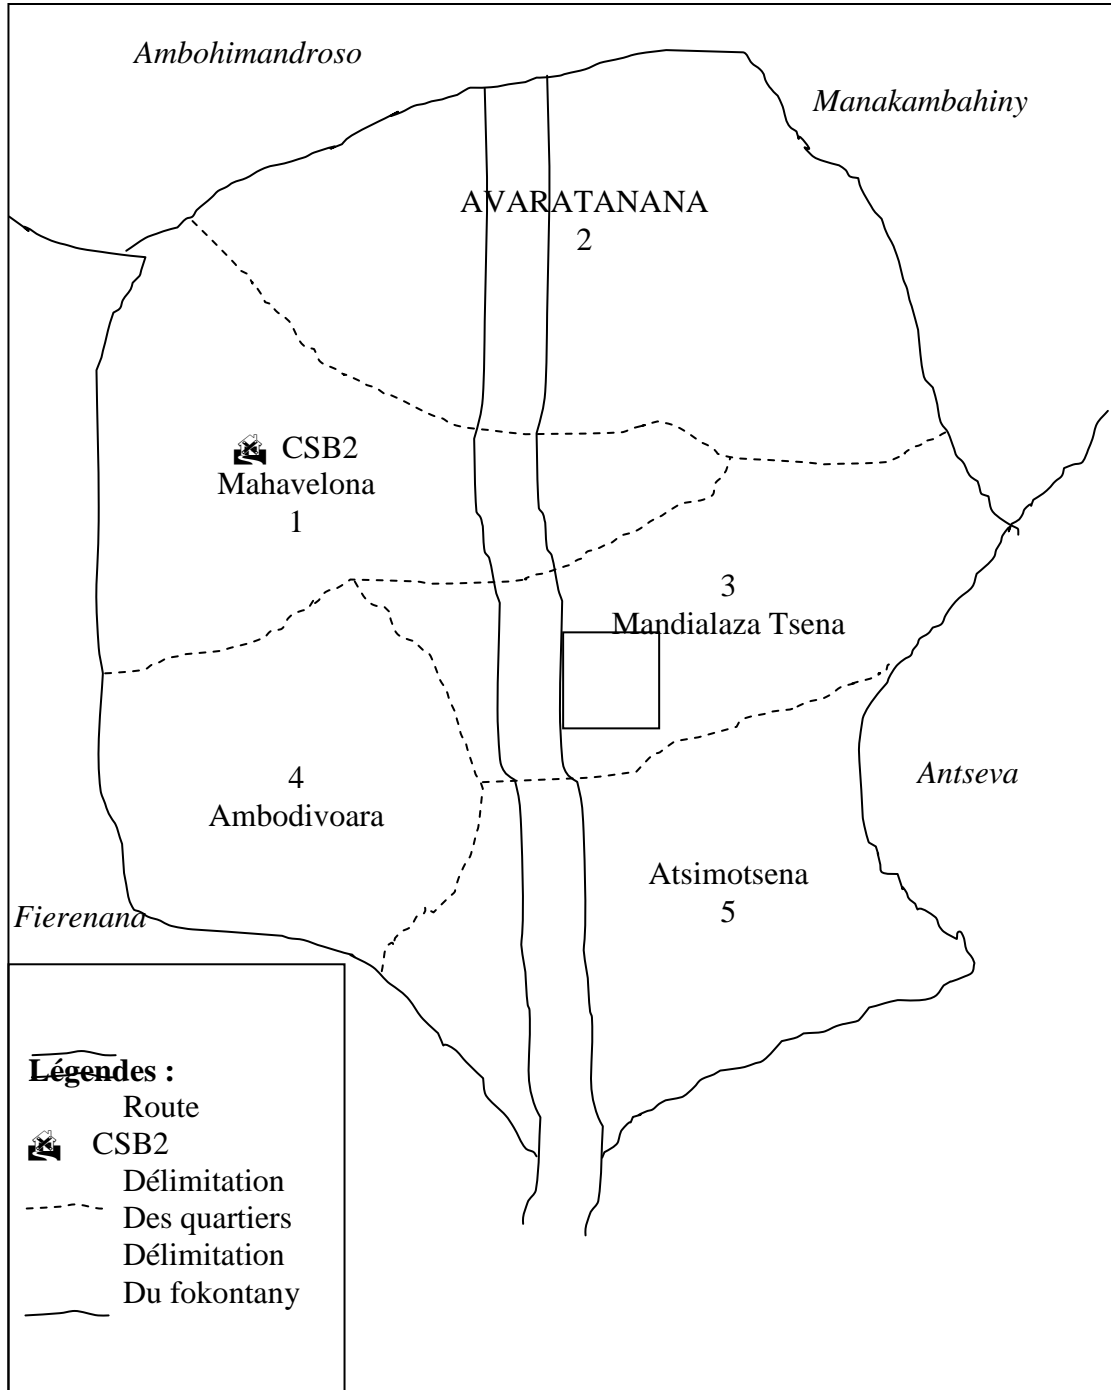 Ambohimandroso
Manakambahiny
AVARATANANA
2
CSB2
Mahavelona
1
3
Mandialaza Tsena
4
Ambodivoara
Antseva
Atsimotsena
5
Fierenana
Légendes :
Route
CSB2
Délimitation
Des quartiers
Délimitation
Du fokontany